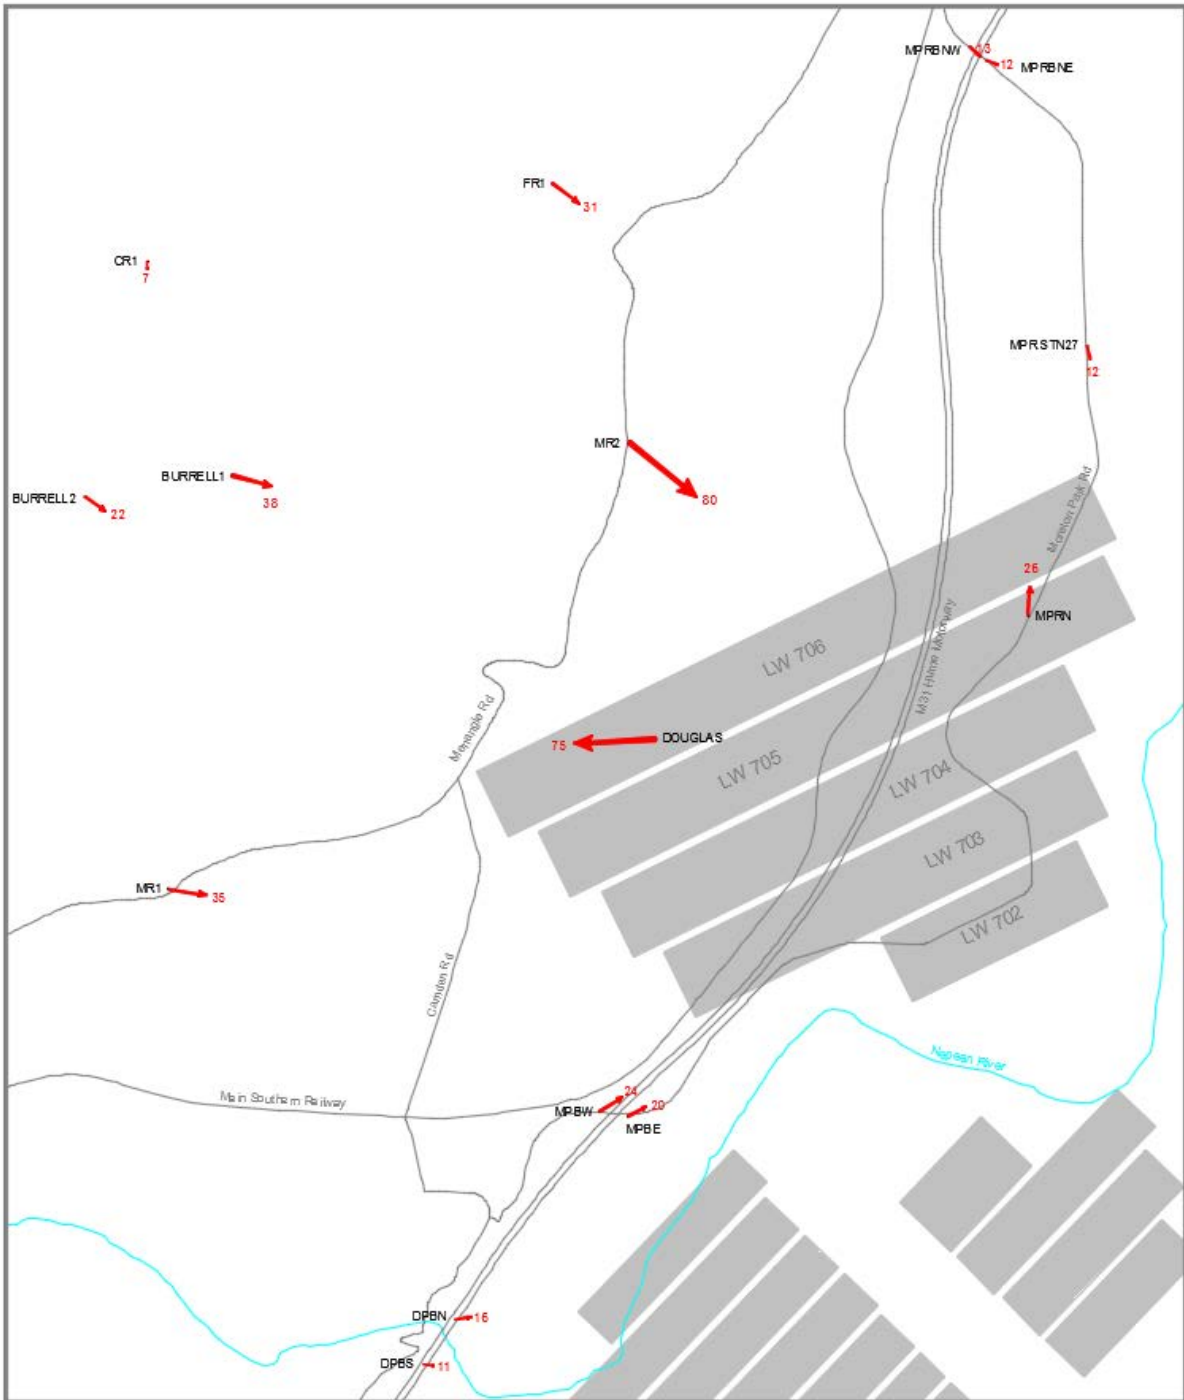 MPRBNW 13
12 MPRBNE
FR1
31
CR1
7
MPRSTN27
12
MR2
80
BURRELL1
38
BURRELL2
22
Moreton Park Rd
26
MPRN
M31 Hume Motorway
LW 706
Menangle Rd
75 DOUGLAS
LW 705
LW 704
LW 703
MR1
35
LW 702
Camden Rd
Nepean River
Main Southern Railway
24
MPBW
20
MPBE
DPBN 16
DPBS 11